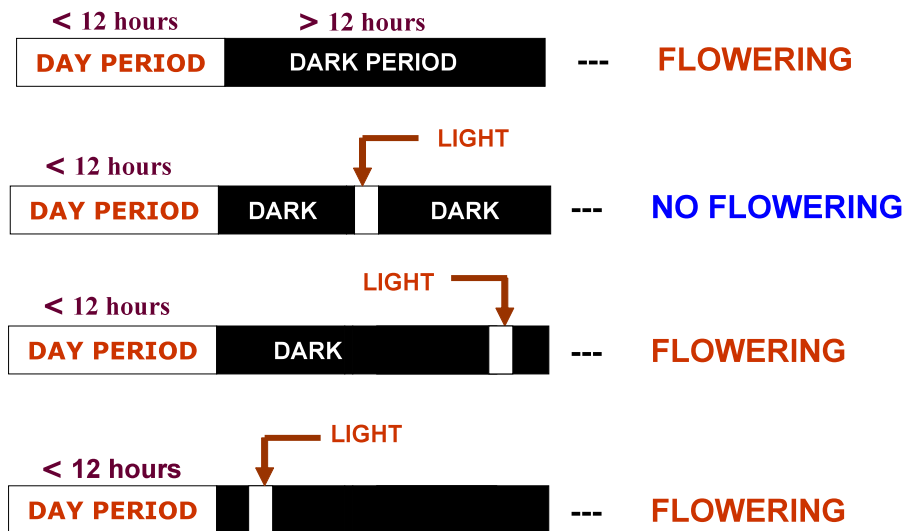 < 12 hours > 12 hours
DAY PERIOD DARK PERIOD --- FLOWERING
LIGHT
< 12 hours
DAY PERIOD DARK DARK --- NO FLOWERING
LIGHT
< 12 hours
DAY PERIOD DARK --- FLOWERING
LIGHT
< 12 hours
DAY PERIOD --- FLOWERING